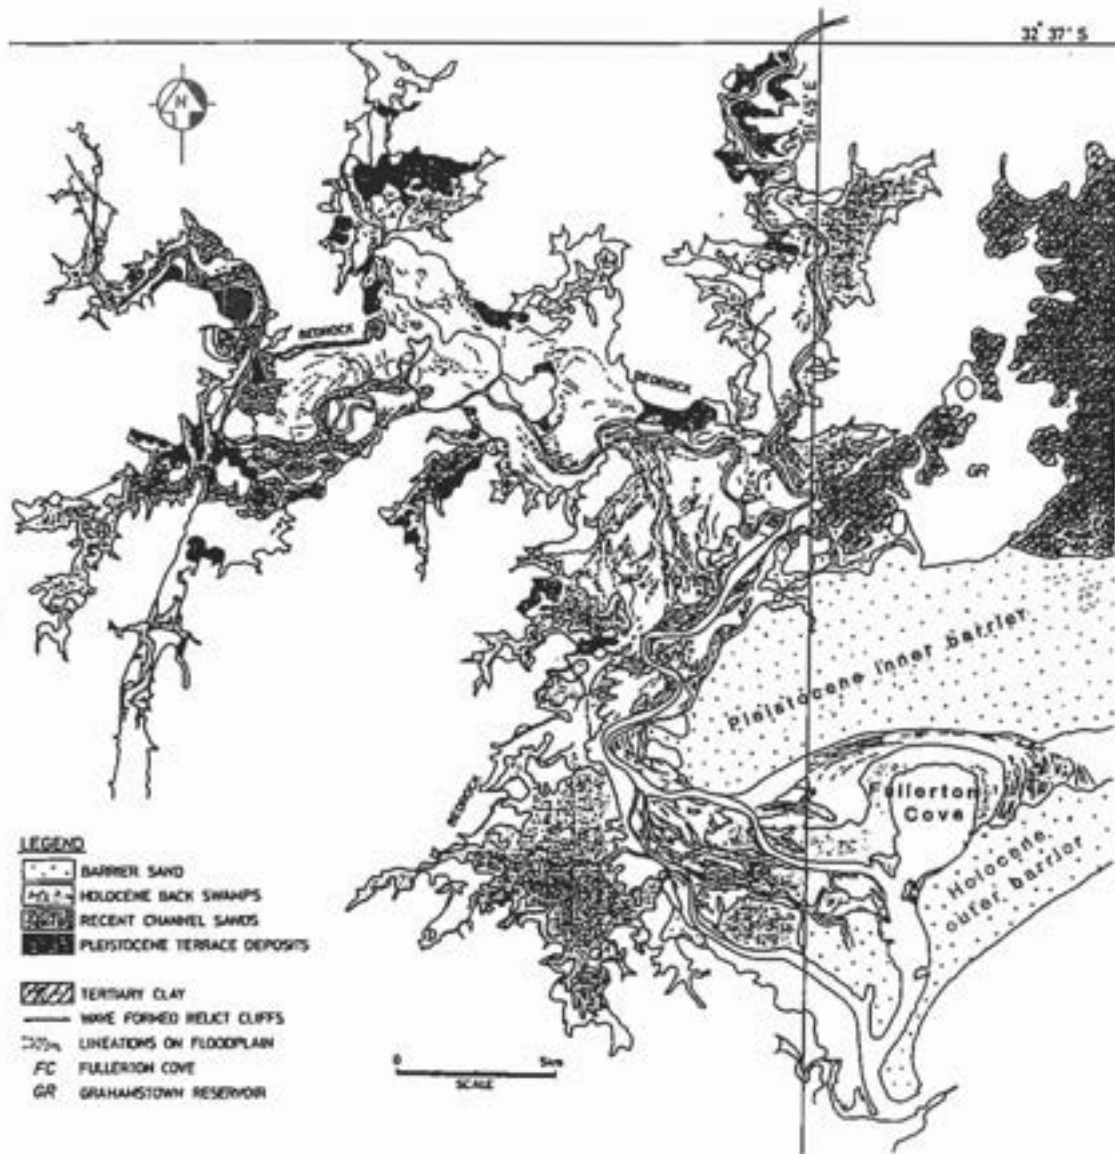 32° 37' S
N
151° 45' E
BEDROCK
BEDROCK
GR
Pleistocene inner barrier
BEDROCK
Fullerton
Cove
FC
Holocene
outer barrier
LEGEND
BARRIER SAND
HOLOCENE BACK SWAMPS
RECENT CHANNEL SANDS
PLEISTOCENE TERRACE DEPOSITS
TERTIARY CLAY
WAVE FORMED RELICT CLIFFS
LINEATIONS ON FLOODPLAIN
FC FULLERTON COVE
GR GRAHAMSTOWN RESERVOIR
0 5km
SCALE